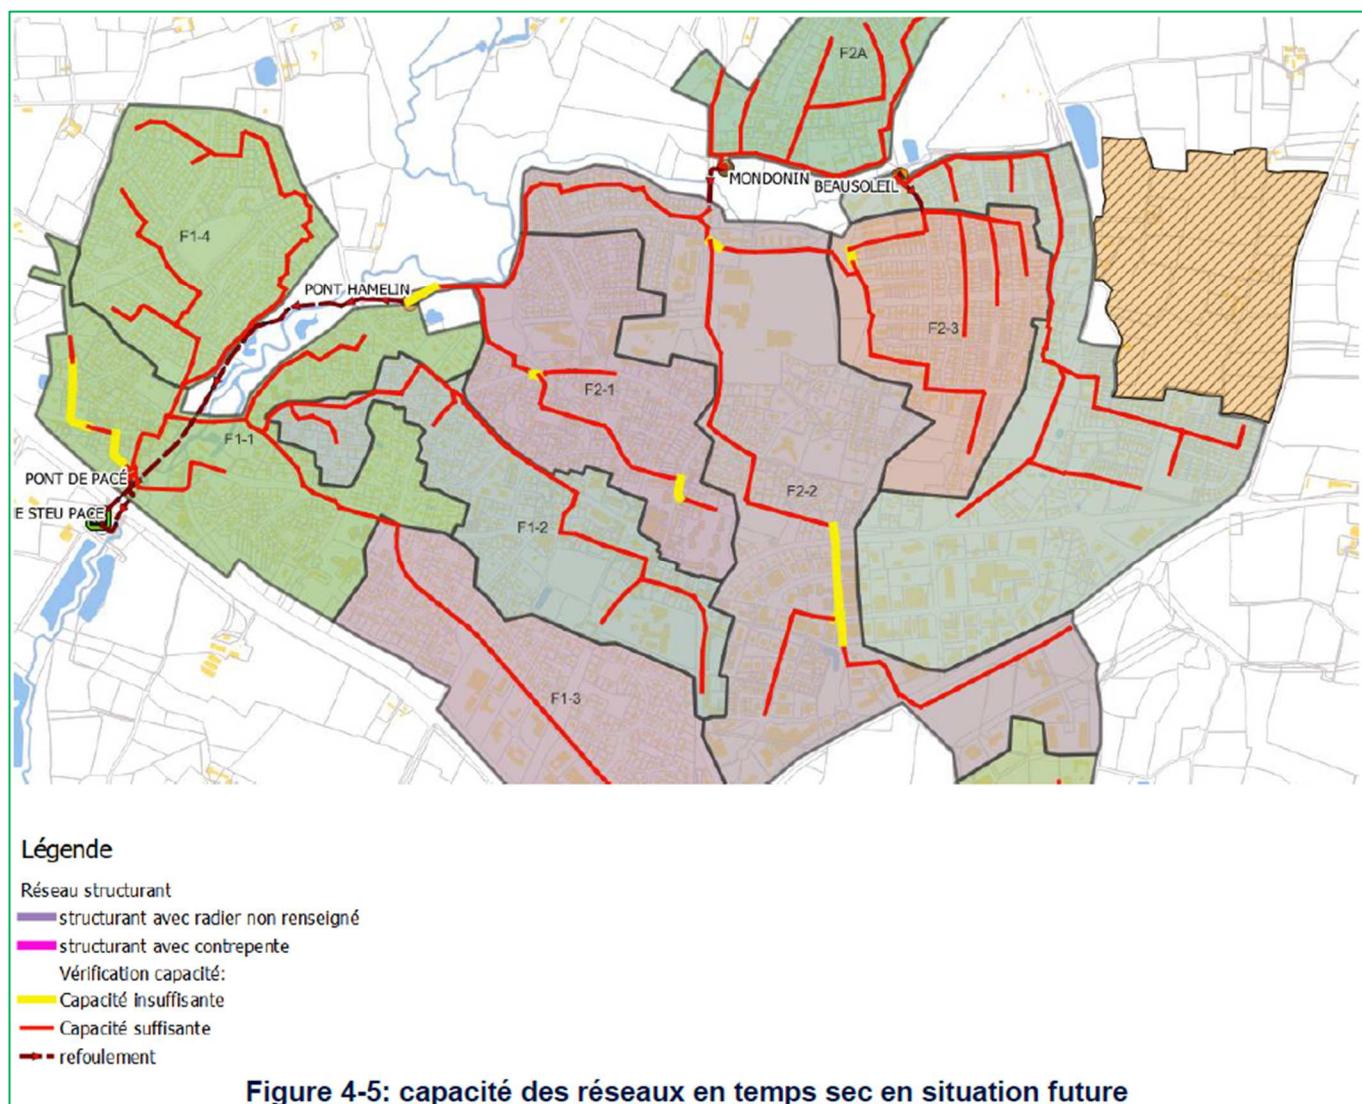 F2A
MONDONIN
BEAUSOLEIL
F1-4
PONT HAMELIN
F2-3
F2-1
F1-1
PONT DE PACÉ
F2-2
E STEU PACE
F1-2
F1-3
Légende
Réseau structurant
structurant avec radier non renseigné
structurant avec contrepente
Vérification capacité:
Capacité insuffisante
Capacité suffisante
refoulement
Figure 4-5: capacité des réseaux en temps sec en situation future